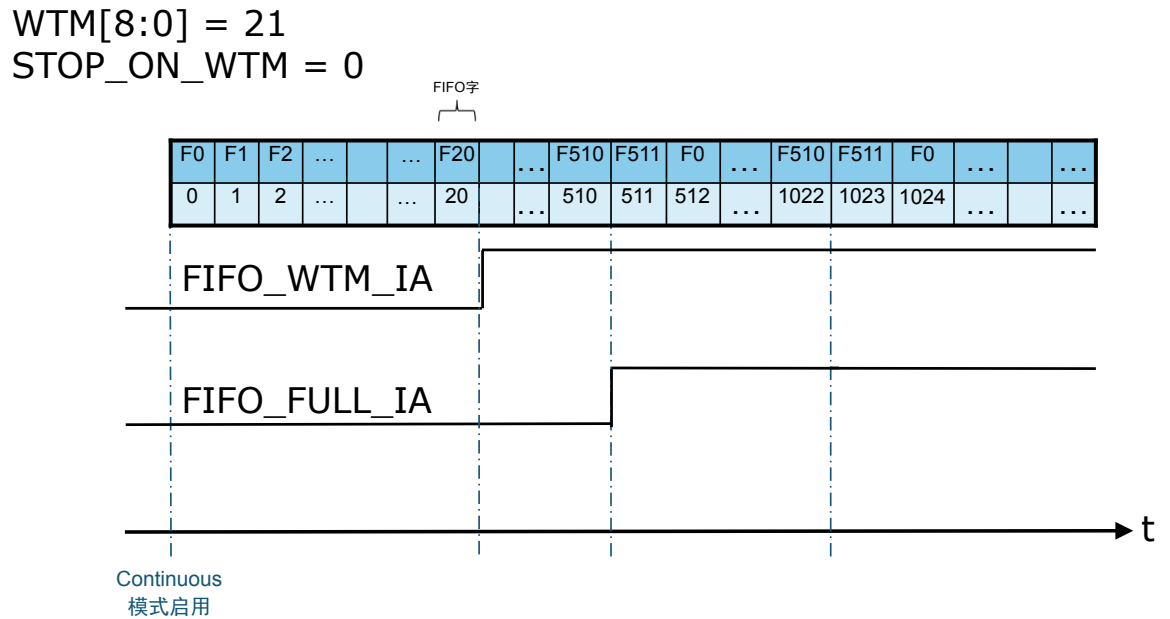 WTM[8:0] = 21
STOP_ON_WTM = 0
FIFO字
F0 F1 F2 ... ... F20 ... F510 F511 F0 ... F510 F511 F0 ... ...
0 1 2 ... ... 20 ... 510 511 512 ... 1022 1023 1024 ... ...
FIFO_WTM_IA
FIFO_FULL_IA
t
Continuous
模式启用